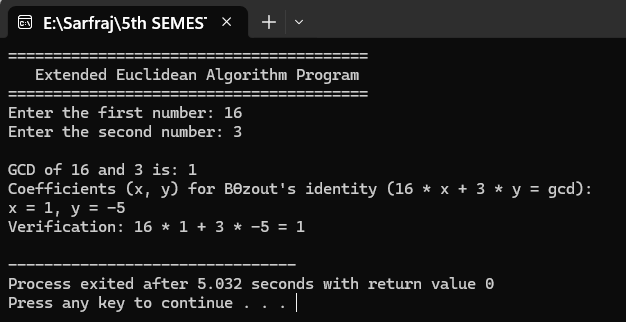 E:\Sarfraj\5th SEMES
========================================
Extended Euclidean Algorithm Program
========================================
Enter the first number: 16
Enter the second number: 3
GCD of 16 and 3 is: 1
Coefficients (x, y) for BΘzout's identity (16 * x + 3 * y = gcd):
x = 1, y = -5
Verification: 16 * 1 + 3 * -5 = 1
--------------------------------
Process exited after 5.032 seconds with return value 0
Press any key to continue . . .